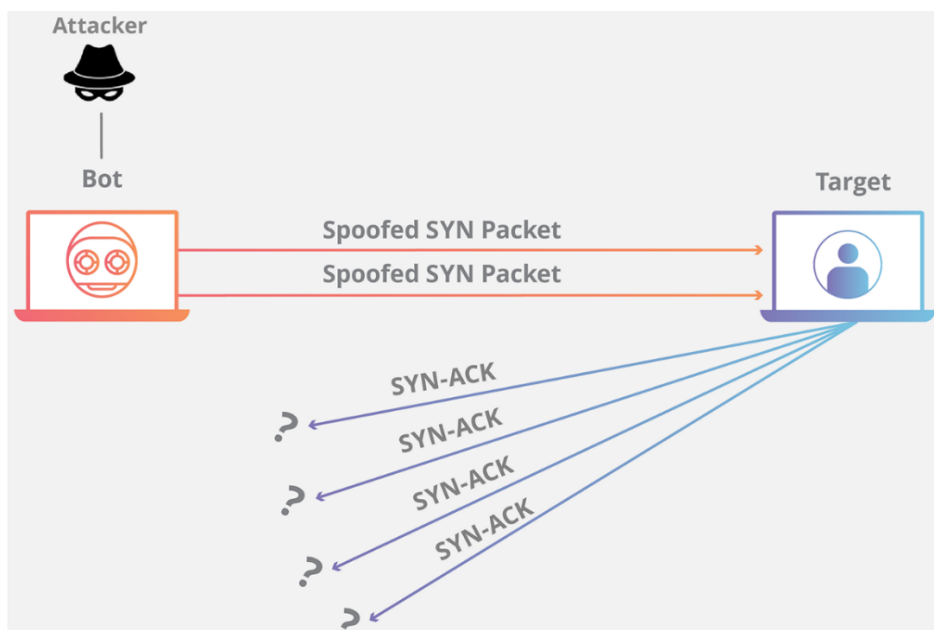 Attacker
Bot
Target
Spoofed SYN Packet
Spoofed SYN Packet
SYN-ACK
?
SYN-ACK
?
SYN-ACK
?
SYN-ACK
?